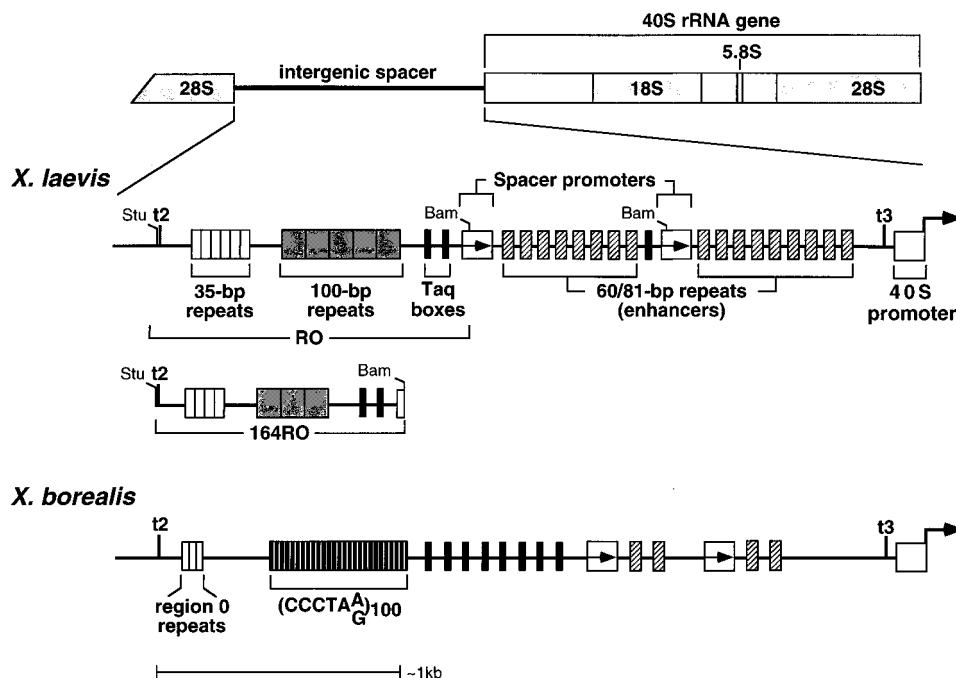 40S rRNA gene
5.8S
intergenic spacer
28S
18S
28S
X. laevis
Spacer promoters
Stu t2
Bam
Bam
t3
35-bp
repeats
100-bp
repeats
Taq
boxes
60/81-bp repeats
(enhancers)
40S
promoter
RO
Stu t2
Bam
164RO
X. borealis
t2
t3
region 0
repeats
(CCCTAA/G)100
~1kb